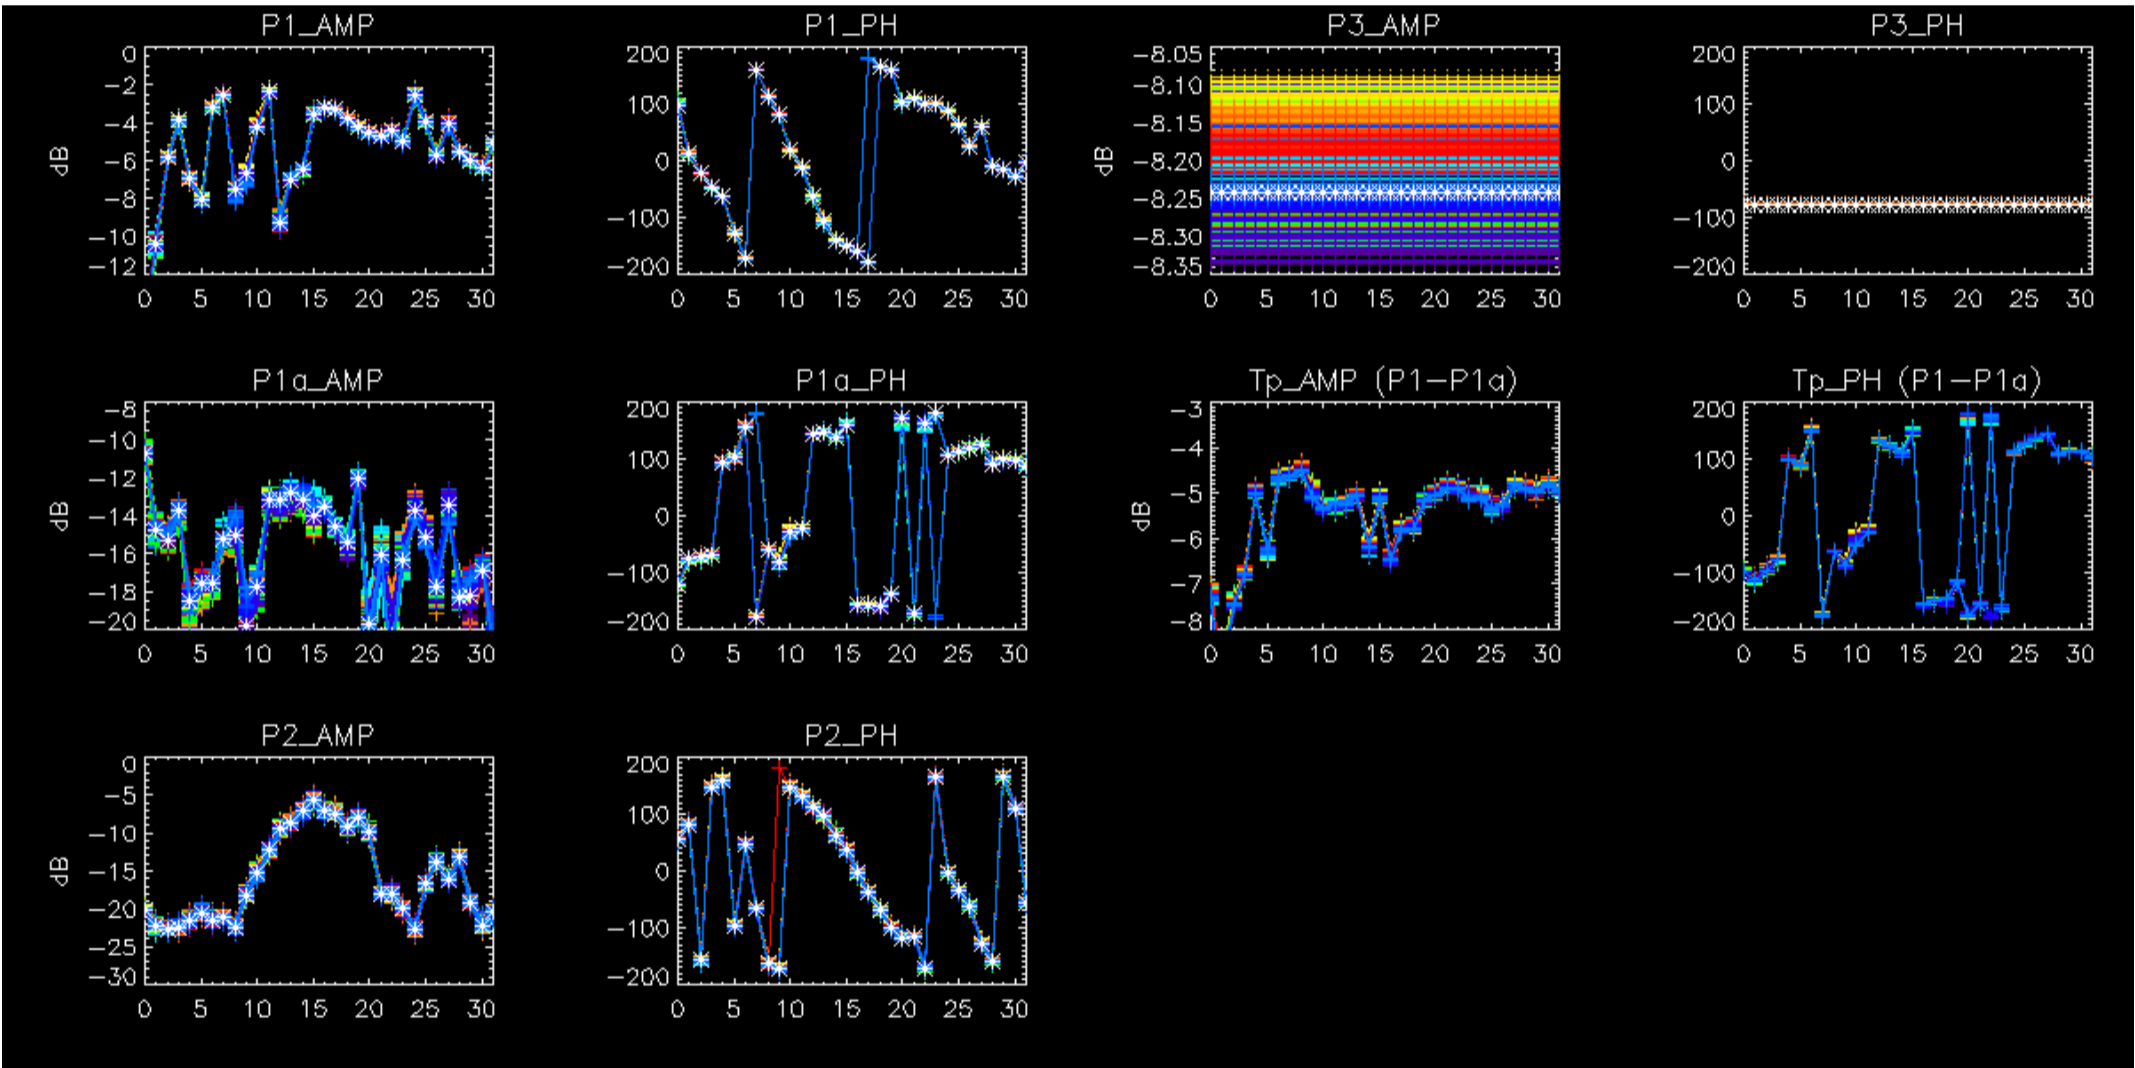 P1_AMP
dB
0
−2
−4
−6
−8
−10
−12
0 5 10 15 20 25 30
P1_PH
200
100
0
−100
−200
0 5 10 15 20 25 30
P3_AMP
dB
−8.05
−8.10
−8.15
−8.20
−8.25
−8.30
−8.35
0 5 10 15 20 25 30
P3_PH
200
100
0
−100
−200
0 5 10 15 20 25 30
P1a_AMP
dB
−8
−10
−12
−14
−16
−18
−20
0 5 10 15 20 25 30
P1a_PH
200
100
0
−100
−200
0 5 10 15 20 25 30
Tp_AMP (P1−P1a)
dB
−3
−4
−5
−6
−7
−8
0 5 10 15 20 25 30
Tp_PH (P1−P1a)
200
100
0
−100
−200
0 5 10 15 20 25 30
P2_AMP
dB
0
−5
−10
−15
−20
−25
−30
0 5 10 15 20 25 30
P2_PH
200
100
0
−100
−200
0 5 10 15 20 25 30